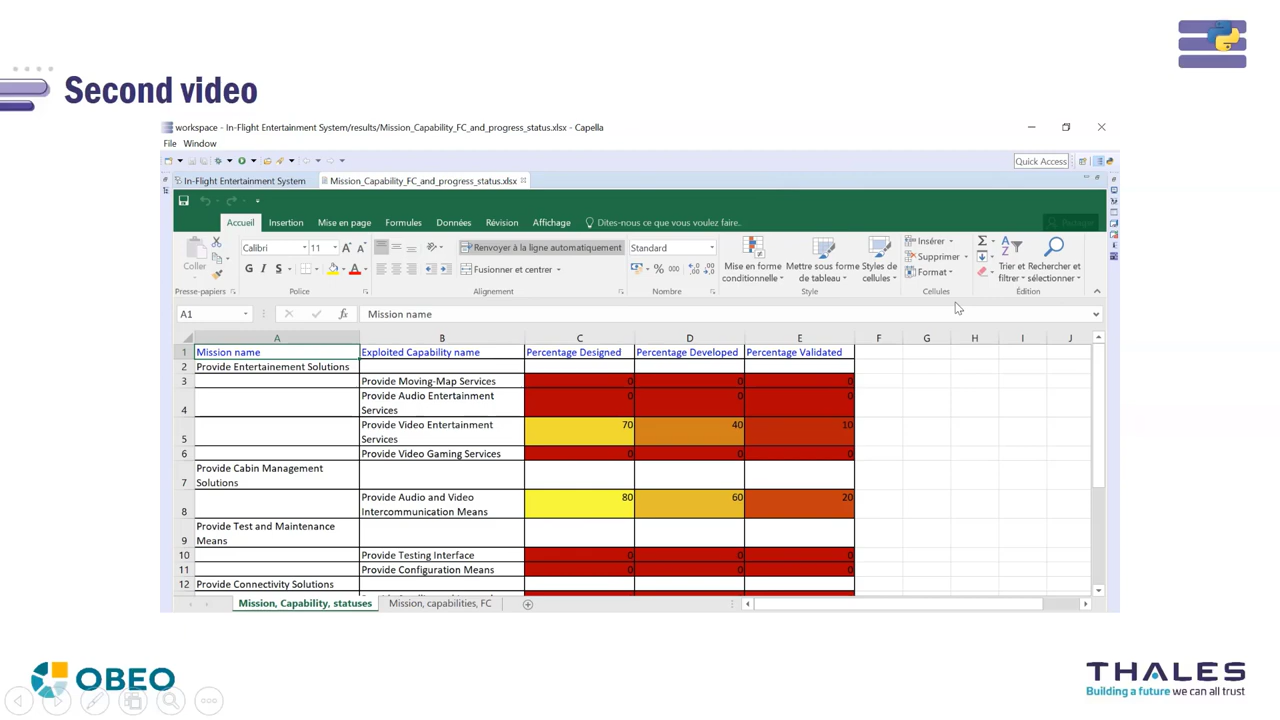 Second video
workspace - In-Flight Entertainment System/results/Mission_Capability_FC_and_progress_status.xlsx - Capella
File Window
Quick Access
In-Flight Entertainment System
Mission_Capability_FC_and_progress_status.xlsx
Accueil Insertion Mise en page Formules Données Révision Affichage Dites-nous ce que vous voulez faire.
Coller
Calibri 11
G I S
Renvoyer à la ligne automatiquement
Fusionner et centrer
Standard
% 000
Mise en forme conditionnelle
Mettre sous forme de tableau
Styles de cellules
Insérer
Supprimer
Format
Trier et filtrer
Rechercher et sélectionner
Presse-papiers Police Alignement Nombre Style Cellules Édition
A1 fx Mission name
A B C D E F G H I J
1 Mission name Exploited Capability name Percentage Designed Percentage Developed Percentage Validated
2 Provide Entertainement Solutions
3 Provide Moving-Map Services 0 0 0
4 Provide Audio Entertainment Services 0 0 0
5 Provide Video Entertainment Services 70 40 10
6 Provide Video Gaming Services 0 0 0
7 Provide Cabin Management Solutions
8 Provide Audio and Video Intercommunication Means 80 60 20
9 Provide Test and Maintenance Means
10 Provide Testing Interface 0 0 0
11 Provide Configuration Means 0 0 0
12 Provide Connectivity Solutions
Mission, Capability, statuses Mission, capabilities, FC
OBEO
THALES
Building a future we can all trust